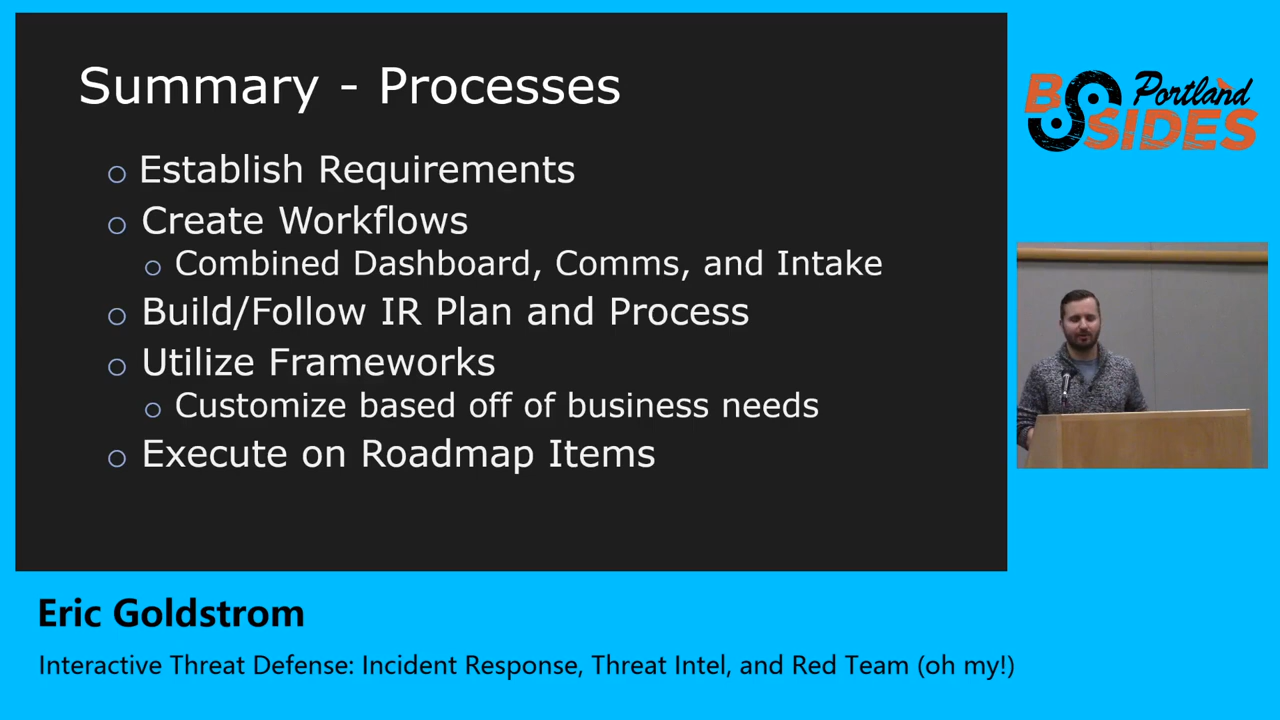 Summary - Processes
Establish Requirements
Create Workflows
Combined Dashboard, Comms, and Intake
Build/Follow IR Plan and Process
Utilize Frameworks
Customize based off of business needs
Execute on Roadmap Items
BSIDES Portland
Eric Goldstrom
Interactive Threat Defense: Incident Response, Threat Intel, and Red Team (oh my!)